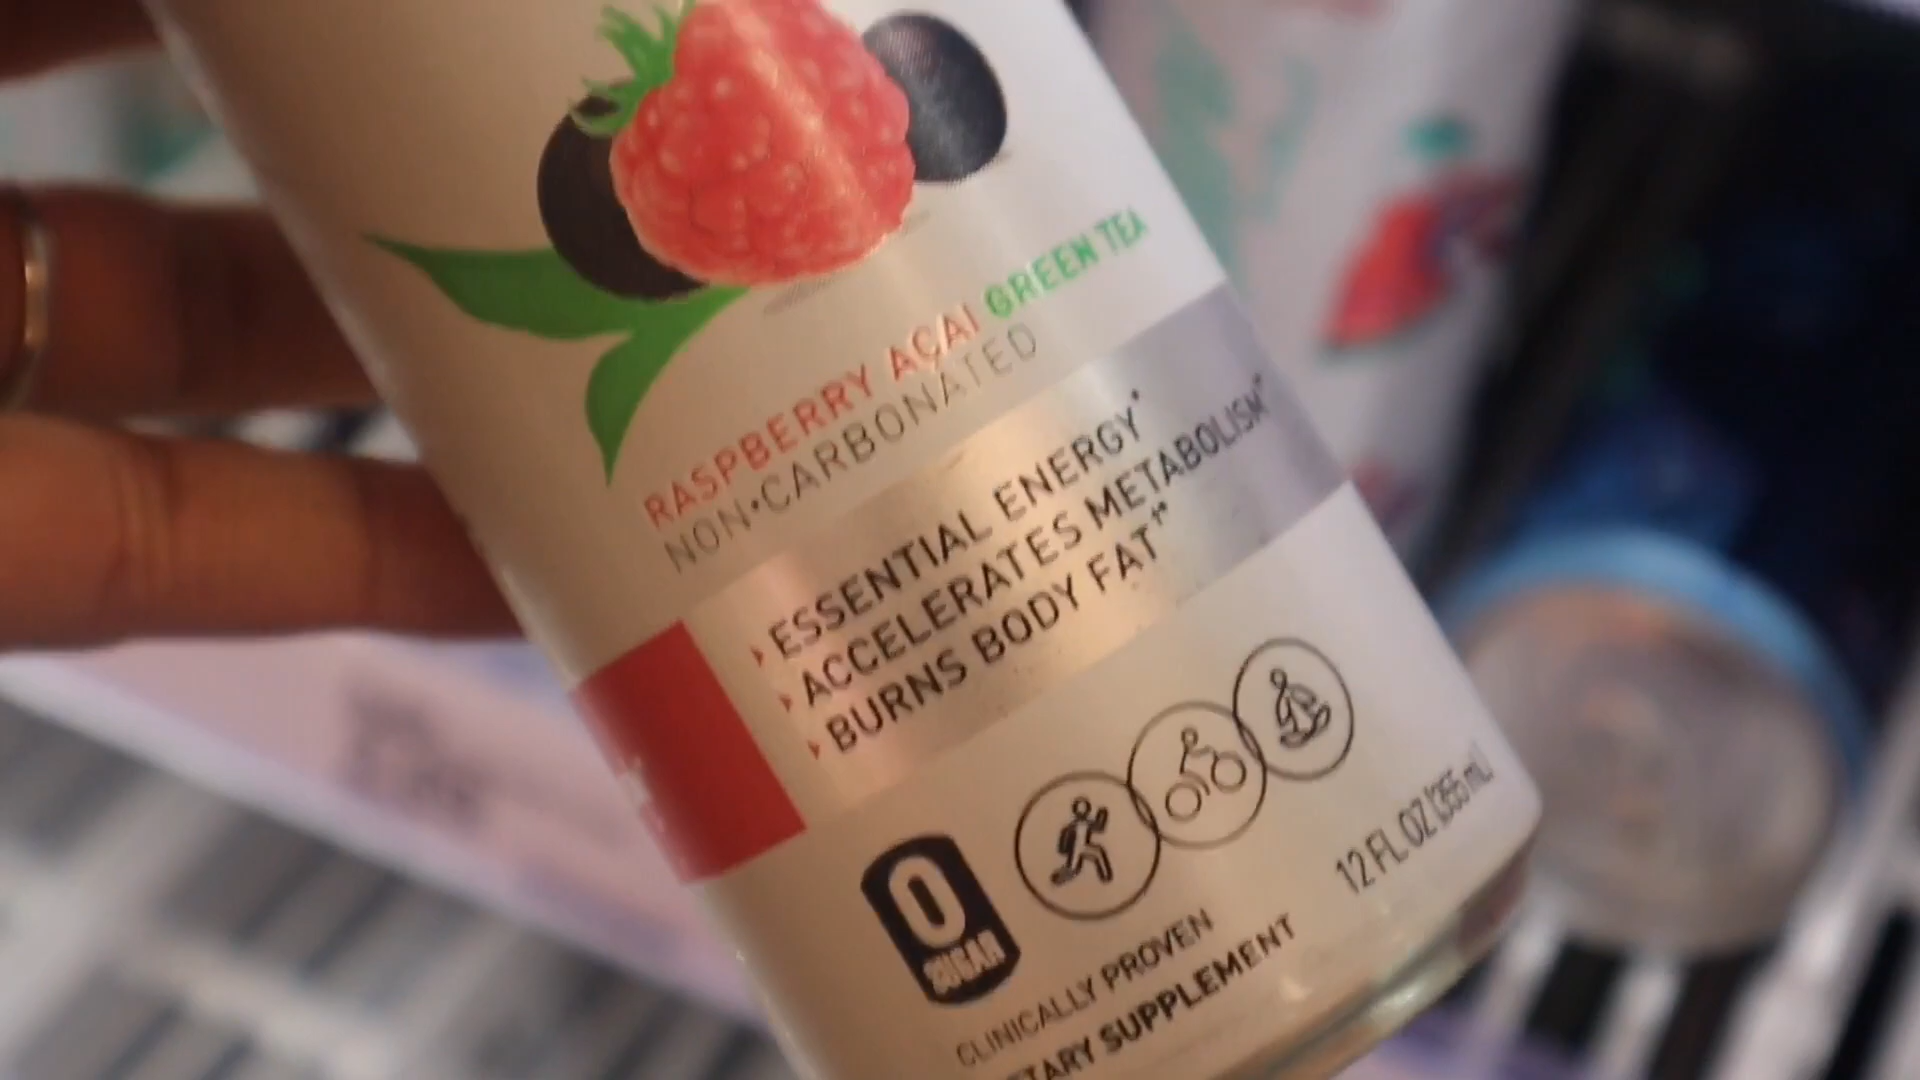 RASPBERRY AÇAI GREEN TEA
NON•CARBONATED
ESSENTIAL ENERGY*
ACCELERATES METABOLISM*
BURNS BODY FAT†*
0
SUGAR
12 FL OZ (355 mL)
CLINICALLY PROVEN
ETARY SUPPLEMENT